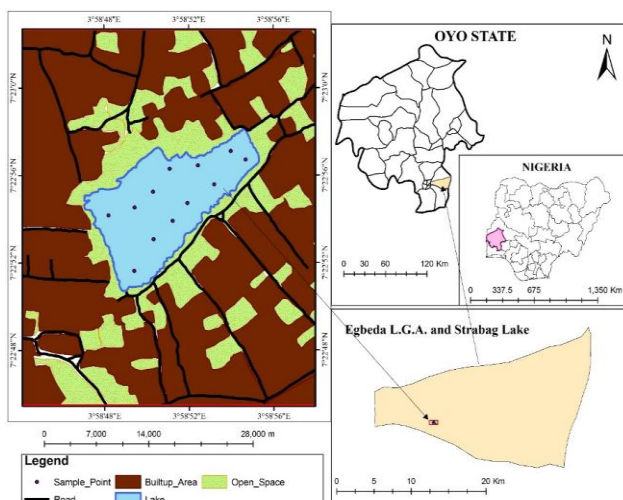 3°58'48"E 3°58'52"E 3°58'56"E
7°23'0"N
7°22'56"N
7°22'52"N
7°22'48"N
7°23'0"N
7°22'56"N
7°22'52"N
7°22'48"N
3°58'48"E 3°58'52"E 3°58'56"E
0 7,000 14,000 28,000 m
Legend
Sample_Point Builtup_Area Open_Space
Road Lake
OYO STATE
N
0 30 60 120 Km
NIGERIA
0 337.5 675 1,350 Km
Egbeda L.G.A. and Strabag Lake
0 5 10 20 Km